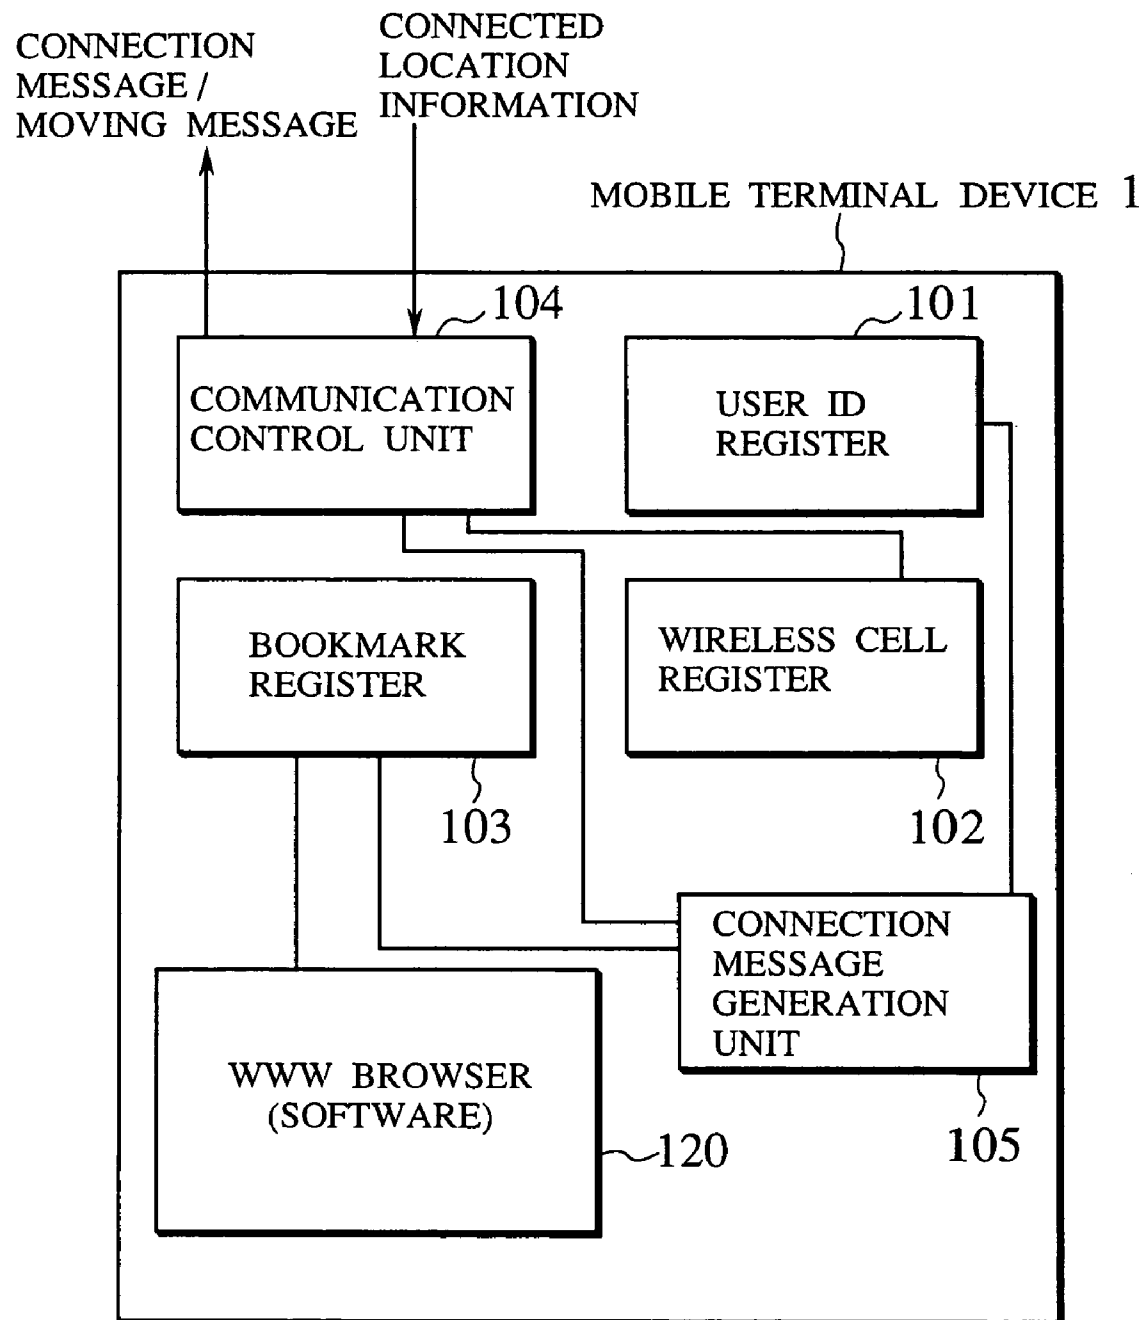 CONNECTION
MESSAGE /
MOVING MESSAGE
CONNECTED
LOCATION
INFORMATION
MOBILE TERMINAL DEVICE 1
104
101
COMMUNICATION
CONTROL UNIT
USER ID
REGISTER
BOOKMARK
REGISTER
WIRELESS CELL
REGISTER
103
102
CONNECTION
MESSAGE
GENERATION
UNIT
WWW BROWSER
(SOFTWARE)
120
105